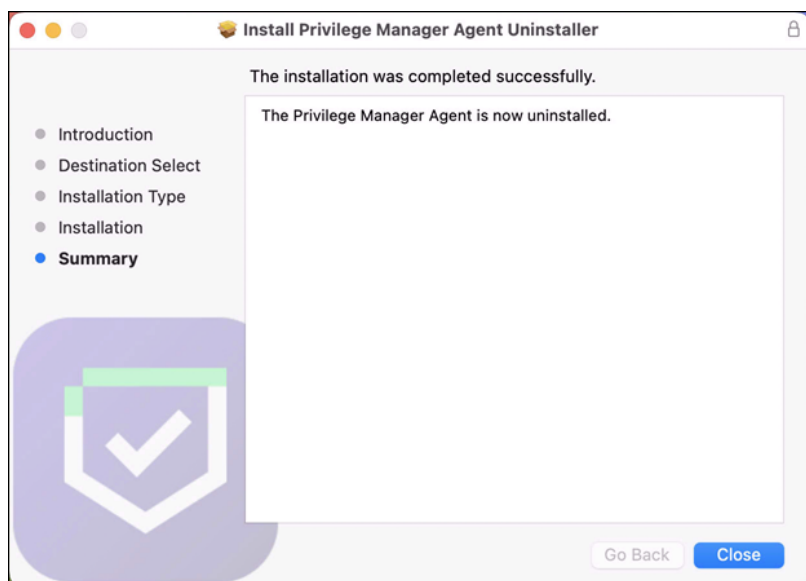 Install Privilege Manager Agent Uninstaller
The installation was completed successfully.
Introduction
Destination Select
Installation Type
Installation
Summary
The Privilege Manager Agent is now uninstalled.
Go Back
Close